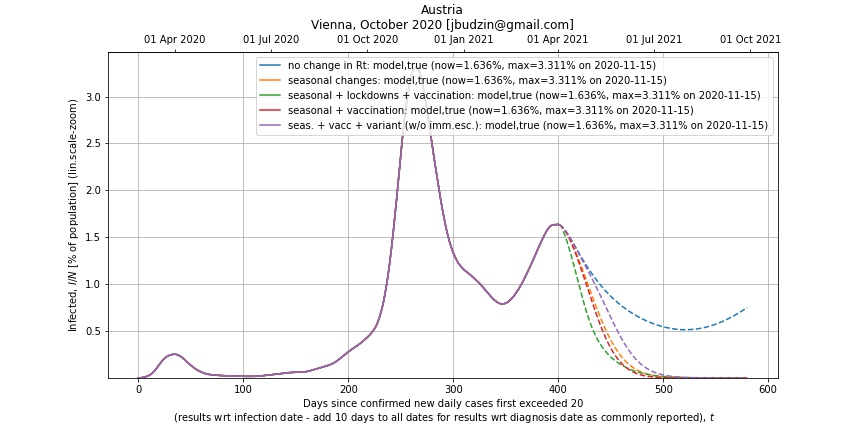 Austria
Vienna, October 2020 [jbudzin@gmail.com]
01 Apr 2020 01 Jul 2020 01 Oct 2020 01 Jan 2021 01 Apr 2021 01 Jul 2021 01 Oct 2021
no change in Rt: model,true (now=1.636%, max=3.311% on 2020-11-15)
seasonal changes: model,true (now=1.636%, max=3.311% on 2020-11-15)
seasonal + lockdowns + vaccination: model,true (now=1.636%, max=3.311% on 2020-11-15)
seasonal + vaccination: model,true (now=1.636%, max=3.311% on 2020-11-15)
seas. + vacc + variant (w/o imm.esc.): model,true (now=1.636%, max=3.311% on 2020-11-15)
Infected, I/N [% of population] (lin.scale-zoom)
3.0
2.5
2.0
1.5
1.0
0.5
0 100 200 300 400 500 600
Days since confirmed new daily cases first exceeded 20
(results wrt infection date - add 10 days to all dates for results wrt diagnosis date as commonly reported), t